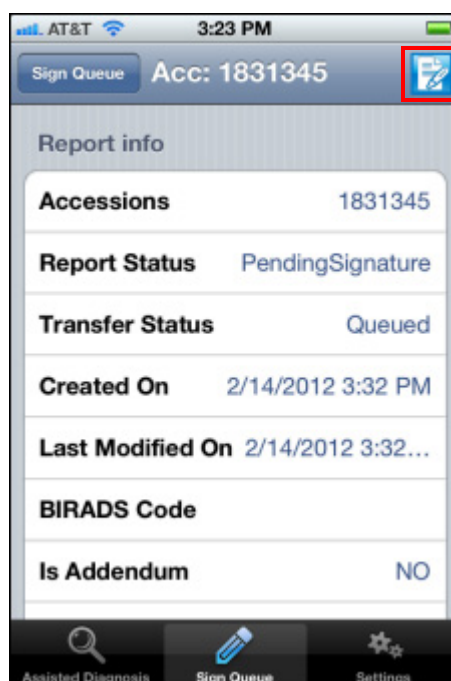 AT&T 3:23 PM
Sign Queue Acc: 1831345
Report info
Accessions 1831345
Report Status PendingSignature
Transfer Status Queued
Created On 2/14/2012 3:32 PM
Last Modified On 2/14/2012 3:32...
BIRADS Code
Is Addendum NO
Assisted Diagnosis Sign Queue Settings